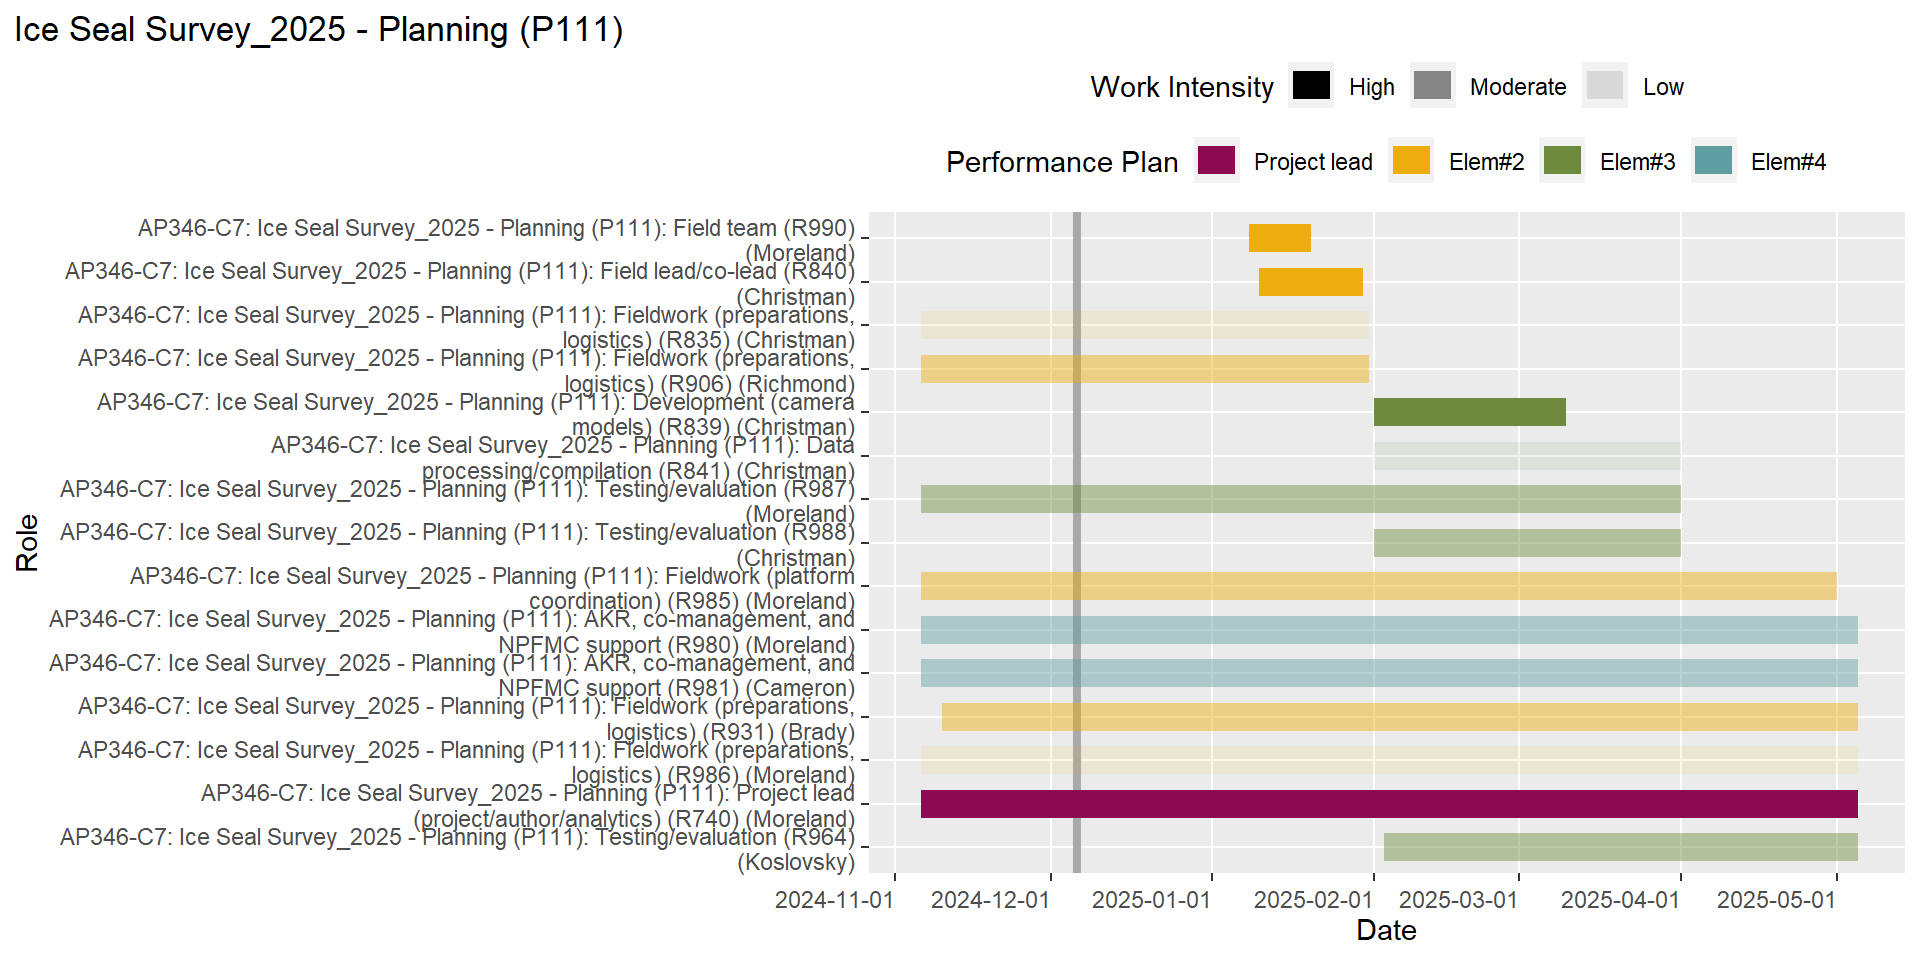 Ice Seal Survey_2025 - Planning (P111)
Work Intensity High Moderate Low
Performance Plan Project lead Elem#2 Elem#3 Elem#4
AP346-C7: Ice Seal Survey_2025 - Planning (P111): Field team (R990)
(Moreland)
AP346-C7: Ice Seal Survey_2025 - Planning (P111): Field lead/co-lead (R840)
(Christman)
AP346-C7: Ice Seal Survey_2025 - Planning (P111): Fieldwork (preparations,
logistics) (R835) (Christman)
AP346-C7: Ice Seal Survey_2025 - Planning (P111): Fieldwork (preparations,
logistics) (R906) (Richmond)
AP346-C7: Ice Seal Survey_2025 - Planning (P111): Development (camera
models) (R839) (Christman)
AP346-C7: Ice Seal Survey_2025 - Planning (P111): Data
processing/compilation (R841) (Christman)
AP346-C7: Ice Seal Survey_2025 - Planning (P111): Testing/evaluation (R987)
(Moreland)
AP346-C7: Ice Seal Survey_2025 - Planning (P111): Testing/evaluation (R988)
(Christman)
AP346-C7: Ice Seal Survey_2025 - Planning (P111): Fieldwork (platform
coordination) (R985) (Moreland)
AP346-C7: Ice Seal Survey_2025 - Planning (P111): AKR, co-management, and
NPFMC support (R980) (Moreland)
AP346-C7: Ice Seal Survey_2025 - Planning (P111): AKR, co-management, and
NPFMC support (R981) (Cameron)
AP346-C7: Ice Seal Survey_2025 - Planning (P111): Fieldwork (preparations,
logistics) (R931) (Brady)
AP346-C7: Ice Seal Survey_2025 - Planning (P111): Fieldwork (preparations,
logistics) (R986) (Moreland)
AP346-C7: Ice Seal Survey_2025 - Planning (P111): Project lead
(project/author/analytics) (R740) (Moreland)
AP346-C7: Ice Seal Survey_2025 - Planning (P111): Testing/evaluation (R964)
(Koslovsky)
Role
2024-11-01 2024-12-01 2025-01-01 2025-02-01 2025-03-01 2025-04-01 2025-05-01
Date